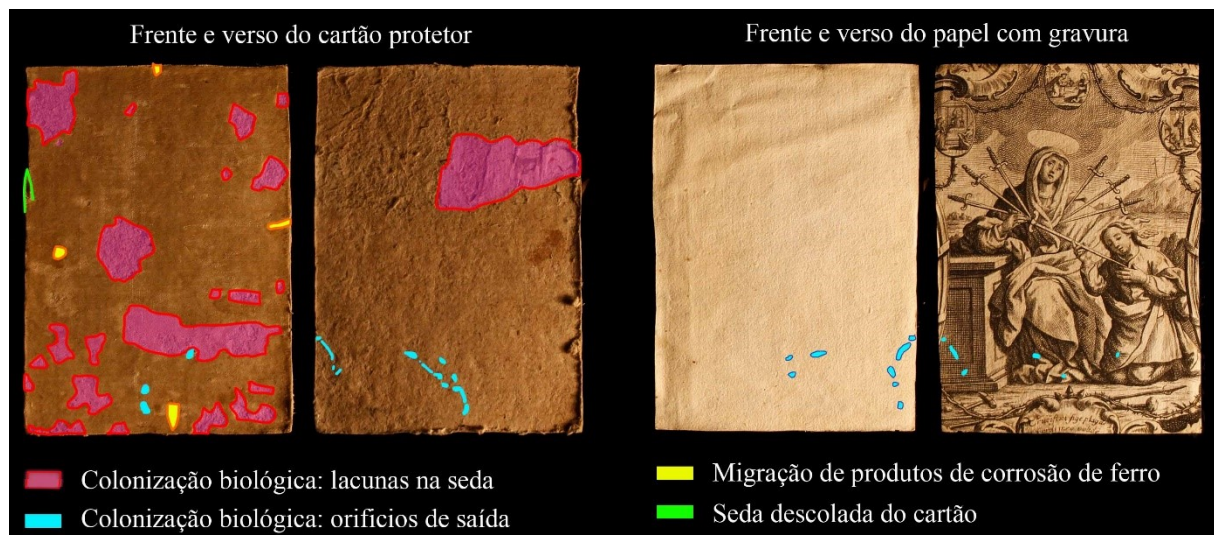 Frente e verso do cartão protetor
Frente e verso do papel com gravura
Colonização biológica: lacunas na seda
Colonização biológica: orificios de saída
Migração de produtos de corrosão de ferro
Seda descolada do cartão